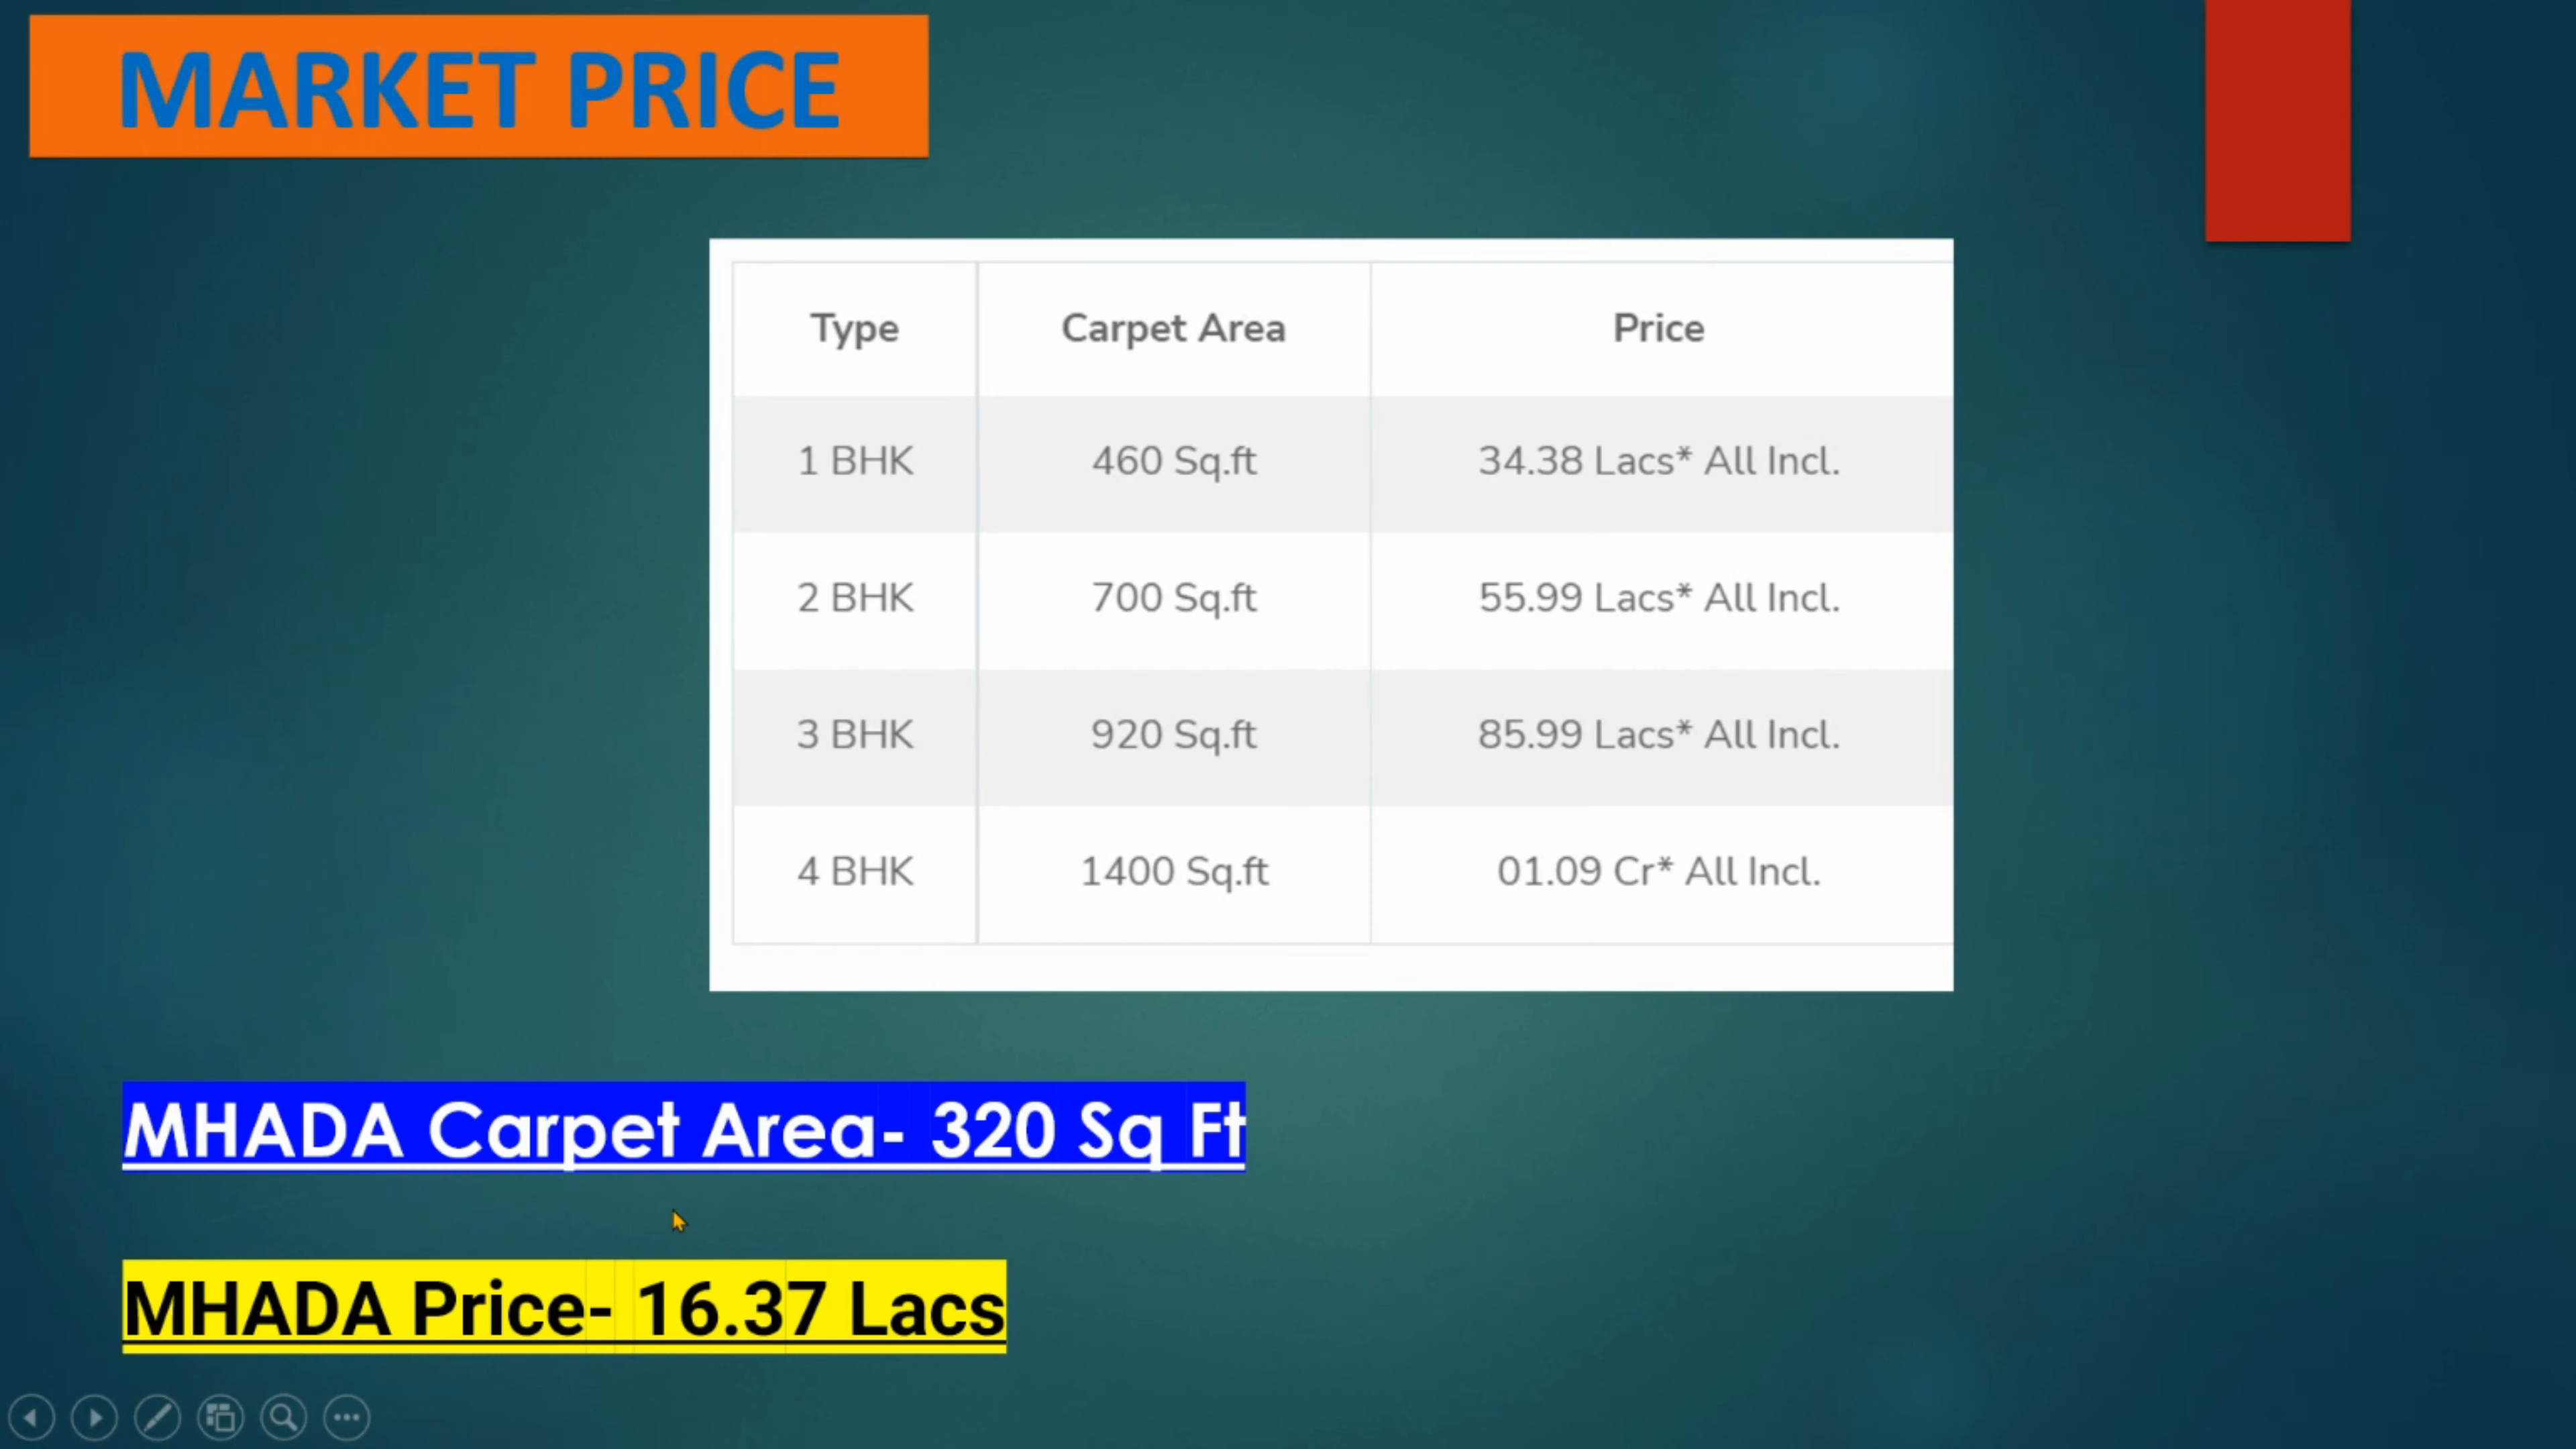 MARKET PRICE
Type Carpet Area Price
1 BHK 460 Sq.ft 34.38 Lacs* All Incl.
2 BHK 700 Sq.ft 55.99 Lacs* All Incl.
3 BHK 920 Sq.ft 85.99 Lacs* All Incl.
4 BHK 1400 Sq.ft 01.09 Cr* All Incl.
MHADA Carpet Area- 320 Sq Ft
MHADA Price- 16.37 Lacs